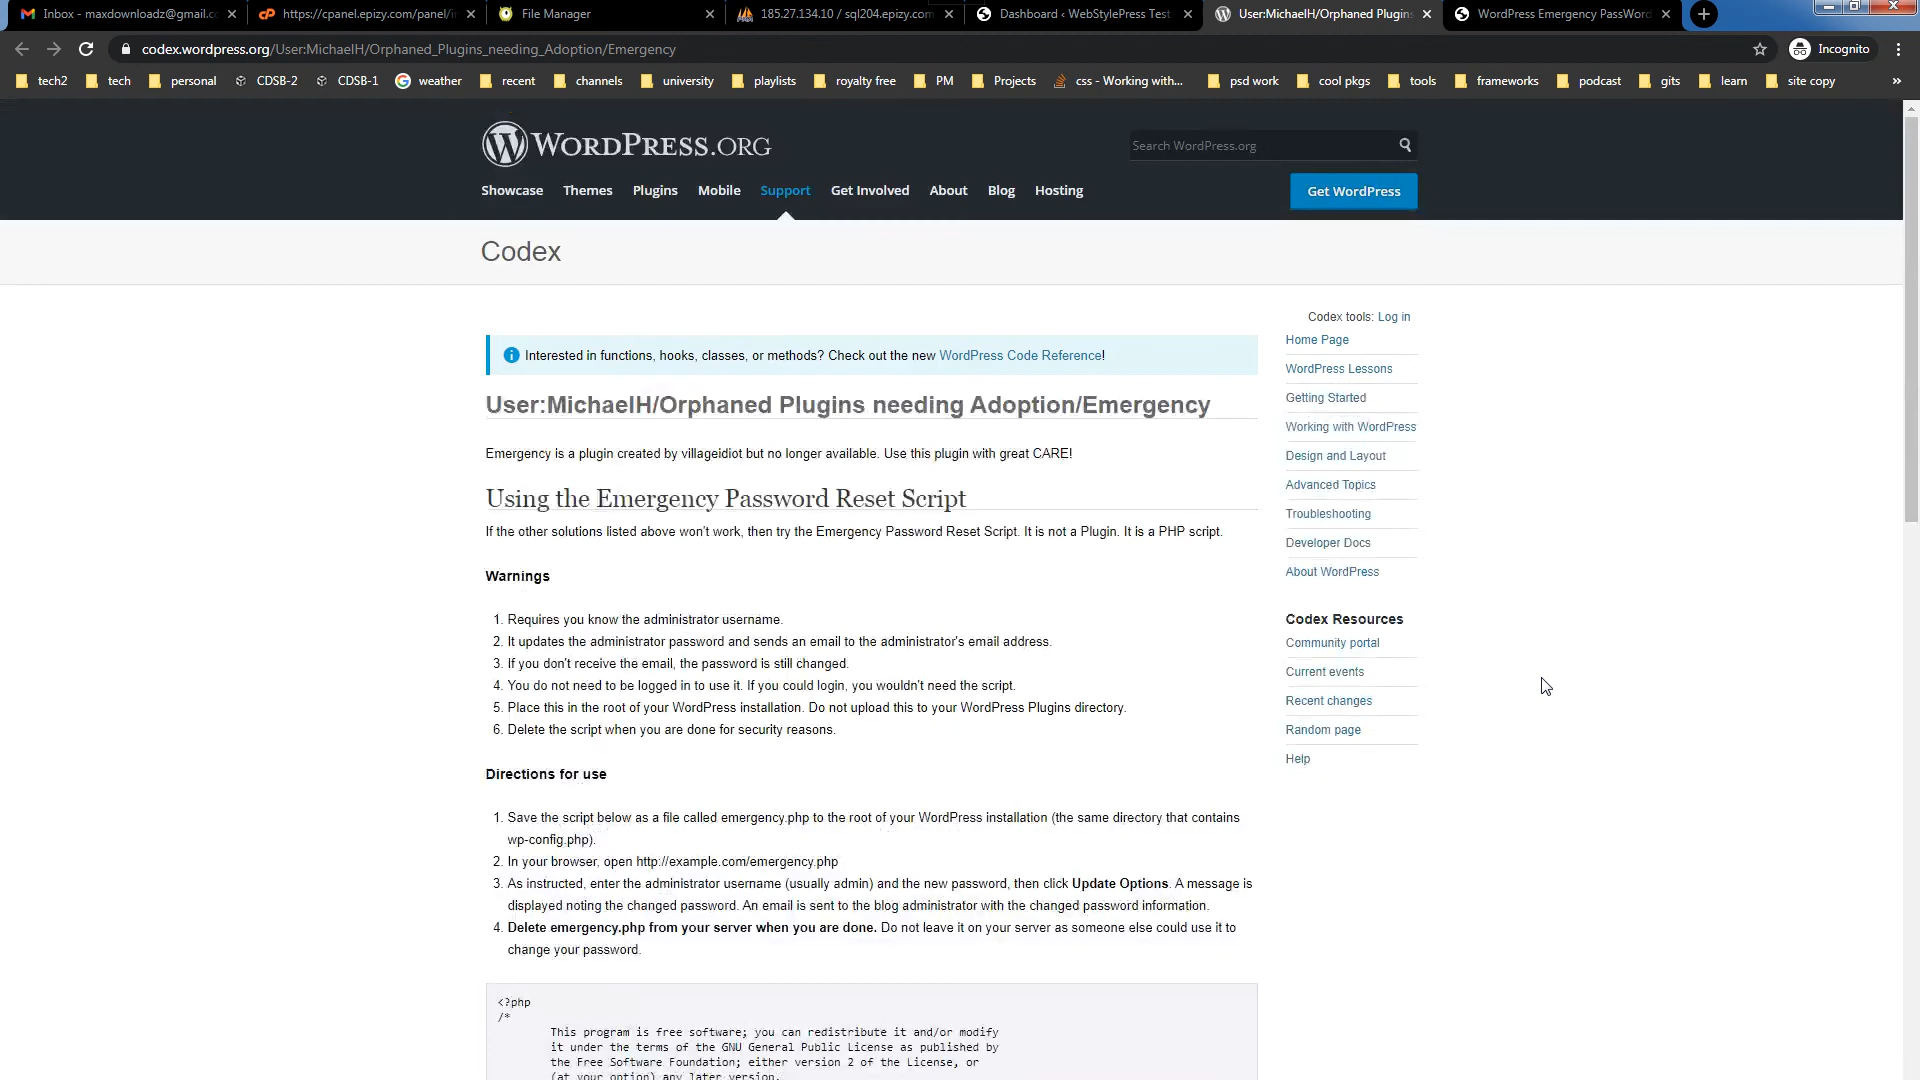 Inbox - maxdownloadz@gmail.co
https://cpanel.epizy.com/panel/in
File Manager
185.27.134.10 / sql204.epizy.com
Dashboard ‹ WebStylePress Test
User:MichaelH/Orphaned Plugins
WordPress Emergency PassWord
codex.wordpress.org/User:MichaelH/Orphaned_Plugins_needing_Adoption/Emergency
Incognito
tech2
tech
personal
CDSB-2
CDSB-1
weather
recent
channels
university
playlists
royalty free
PM
Projects
css - Working with...
psd work
cool pkgs
tools
frameworks
podcast
gits
learn
site copy
»
WORDPRESS.ORG
Search WordPress.org
Showcase Themes Plugins Mobile Support Get Involved About Blog Hosting
Get WordPress
Codex
Codex tools: Log in
Interested in functions, hooks, classes, or methods? Check out the new WordPress Code Reference!
User:MichaelH/Orphaned Plugins needing Adoption/Emergency
Emergency is a plugin created by villageidiot but no longer available. Use this plugin with great CARE!
Using the Emergency Password Reset Script
If the other solutions listed above won't work, then try the Emergency Password Reset Script. It is not a Plugin. It is a PHP script.
Warnings
1. Requires you know the administrator username.
2. It updates the administrator password and sends an email to the administrator's email address.
3. If you don't receive the email, the password is still changed.
4. You do not need to be logged in to use it. If you could login, you wouldn't need the script.
5. Place this in the root of your WordPress installation. Do not upload this to your WordPress Plugins directory.
6. Delete the script when you are done for security reasons.
Directions for use
1. Save the script below as a file called emergency.php to the root of your WordPress installation (the same directory that contains
wp-config.php).
2. In your browser, open http://example.com/emergency.php
3. As instructed, enter the administrator username (usually admin) and the new password, then click Update Options. A message is
displayed noting the changed password. An email is sent to the blog administrator with the changed password information.
4. Delete emergency.php from your server when you are done. Do not leave it on your server as someone else could use it to
change your password.
<?php
/*
This program is free software; you can redistribute it and/or modify
it under the terms of the GNU General Public License as published by
the Free Software Foundation; either version 2 of the License, or
(at your option) any later version.
Home Page
WordPress Lessons
Getting Started
Working with WordPress
Design and Layout
Advanced Topics
Troubleshooting
Developer Docs
About WordPress
Codex Resources
Community portal
Current events
Recent changes
Random page
Help